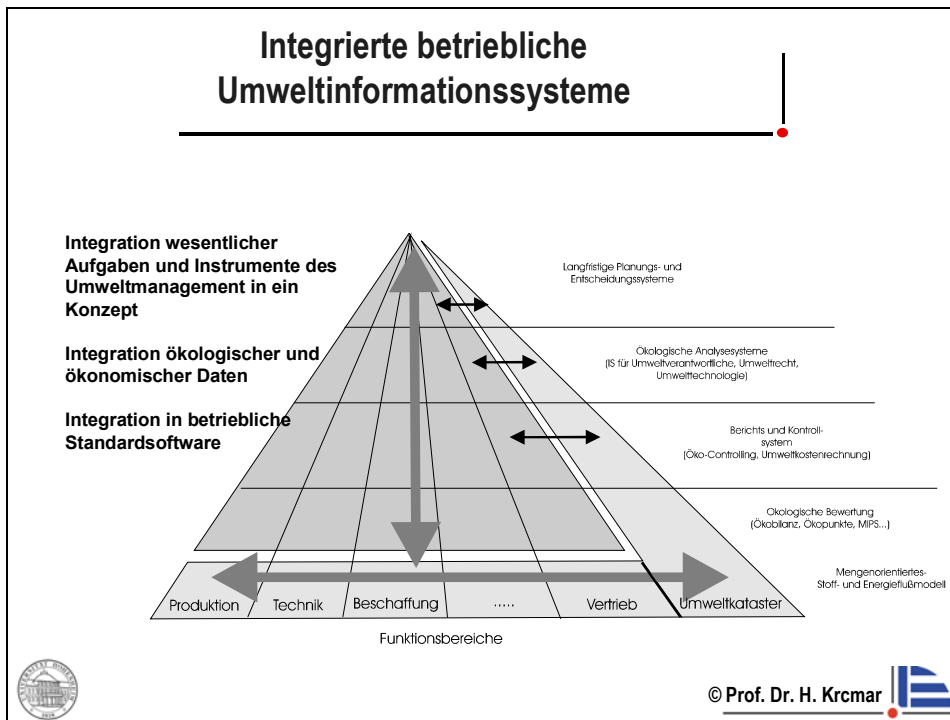 Integrierte betriebliche
Umweltinformationssysteme
Integration wesentlicher
Aufgaben und Instrumente des
Umweltmanagement in ein
Konzept
Integration ökologischer und
ökonomischer Daten
Integration in betriebliche
Standardsoftware
Langfristige Planungs- und
Entscheidungssysteme
Ökologische Analysesysteme
(IS für Umweltverantwortliche, Umweltrecht,
Umwelttechnologie)
Berichts und Kontroll-
system
(Öko-Controlling, Umweltkostenrechnung)
Ökologische Bewertung
(Ökobilanz, Ökopunkte, MIPS...)
Mengenorientiertes-
Stoff- und Energieflußmodell
Produktion Technik Beschaffung ..... Vertrieb Umweltkataster
Funktionsbereiche
© Prof. Dr. H. Krcmar